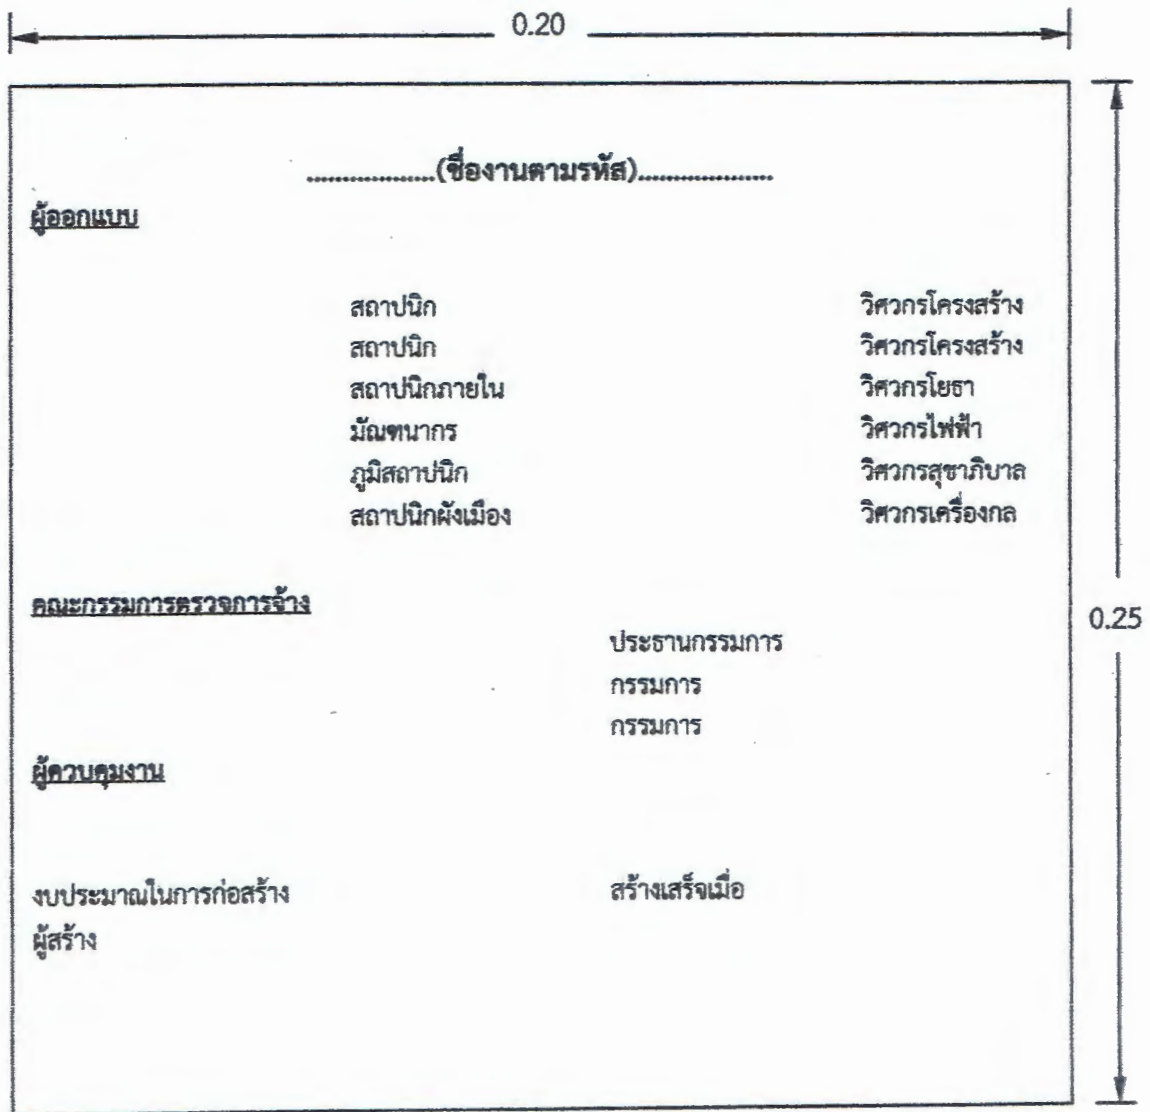 0.20
..................(ชื่องานตามรหัส)...................
ผู้ออกแบบ
สถาปนิก วิศวกรโครงสร้าง
สถาปนิก วิศวกรโครงสร้าง
สถาปนิกภายใน วิศวกรโยธา
มัณฑนากร วิศวกรไฟฟ้า
ภูมิสถาปนิก วิศวกรสุขาภิบาล
สถาปนิกผังเมือง วิศวกรเครื่องกล
คณะกรรมการตรวจการจ้าง
0.25
ประธานกรรมการ
กรรมการ
กรรมการ
ผู้ควบคุมงาน
งบประมาณในการก่อสร้าง สร้างเสร็จเมื่อ
ผู้สร้าง